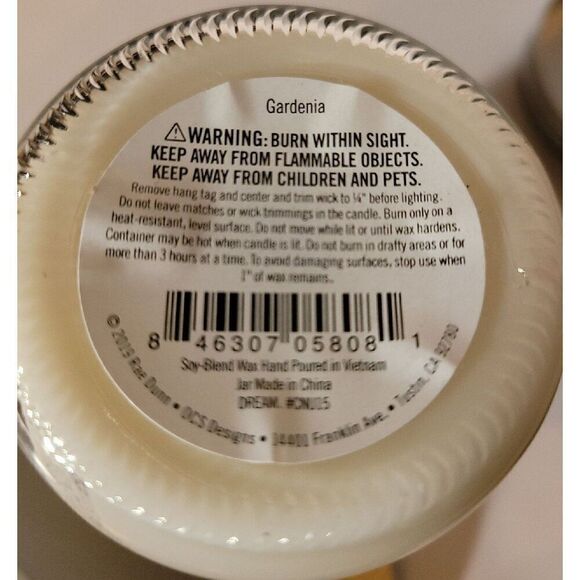 Gardenia
⚠WARNING: BURN WITHIN SIGHT.
KEEP AWAY FROM FLAMMABLE OBJECTS.
KEEP AWAY FROM CHILDREN AND PETS.
Remove hang tag and center and trim wick to ¼" before lighting.
Do not leave matches or wick trimmings in the candle. Burn only on a
heat-resistant, level surface. Do not move while lit or until wax hardens.
Container may be hot when candle is lit. Do not burn in drafty areas or for
more than 3 hours at a time. To avoid damaging surfaces, stop use when
1" of wax remains.
8 46307 05808 1
Soy-Blend Wax Hand Poured in Vietnam
Jar Made in China
DREAM. #CNU15
© 2019 Rae Dunn • DCS Designs • 14401 Franklin Ave. • Tustin, CA 92780